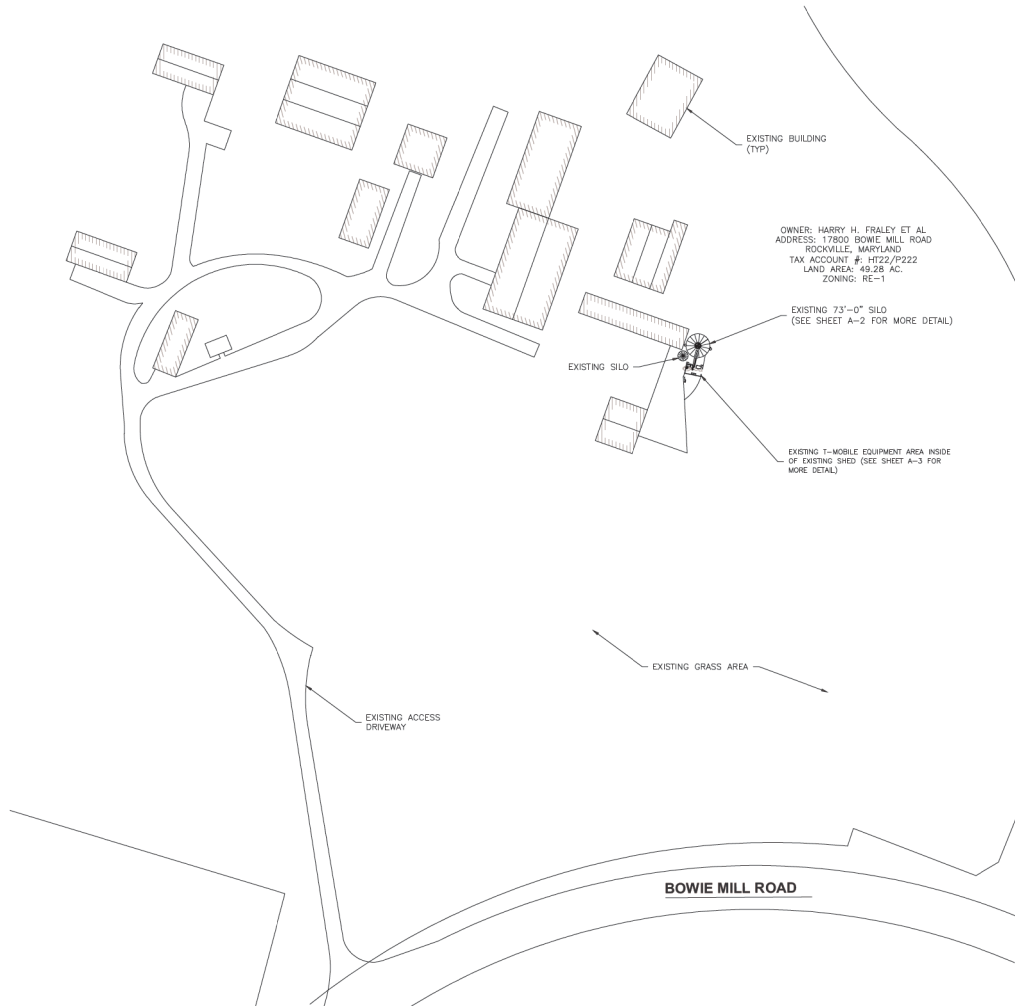 EXISTING BUILDING
(TYP)
OWNER: HARRY H. FRALEY ET AL
ADDRESS: 17800 BOWIE MILL ROAD
ROCKVILLE, MARYLAND
TAX ACCOUNT #: HT22/P222
LAND AREA: 49.28 AC.
ZONING: RE-1
EXISTING 73'-0" SILO
(SEE SHEET A-2 FOR MORE DETAIL)
EXISTING SILO
EXISTING T-MOBILE EQUIPMENT AREA INSIDE
OF EXISTING SHED (SEE SHEET A-3 FOR
MORE DETAIL)
EXISTING GRASS AREA
EXISTING ACCESS
DRIVEWAY
BOWIE MILL ROAD